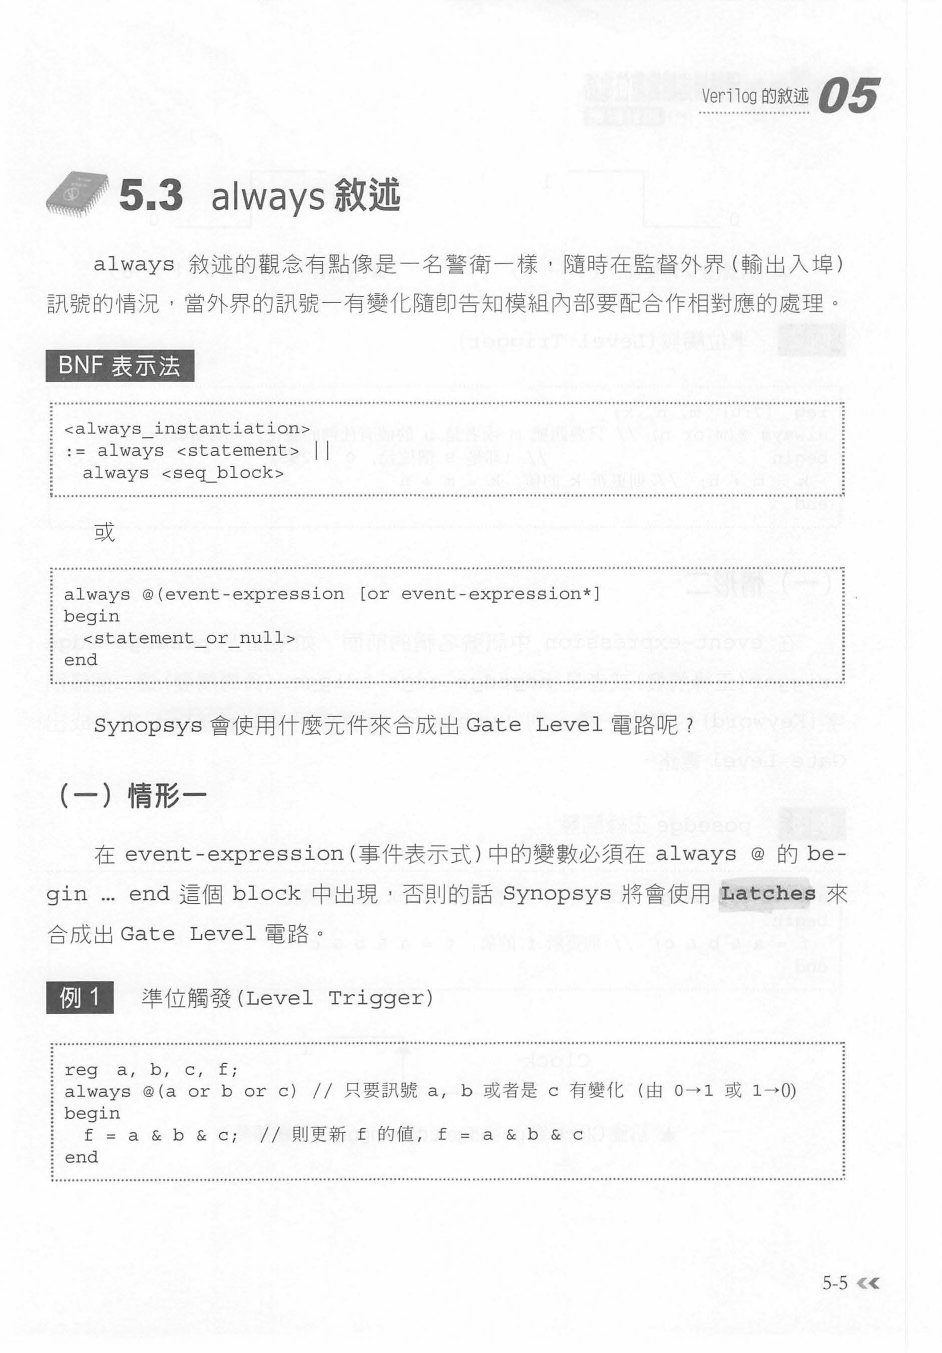 Verilog的敘述 05
5.3 always 敘述
always 敘述的觀念有點像是一名警衛一樣，隨時在監督外界(輸出入埠)
訊號的情況，當外界的訊號一有變化隨即告知模組內部要配合作相對應的處理。
BNF 表示法
<always_instantiation>
:= always <statement> ||
always <seq_block>
或
always @(event-expression [or event-expression*]
begin
<statement_or_null>
end
Synopsys 會使用什麼元件來合成出 Gate Level 電路呢？
(一) 情形一
在 event-expression(事件表示式)中的變數必須在 always @ 的 be-
gin … end 這個 block 中出現，否則的話 Synopsys 將會使用 Latches 來
合成出 Gate Level 電路。
例 1 準位觸發(Level Trigger)
reg a, b, c, f;
always @(a or b or c) // 只要訊號 a, b 或者是 c 有變化 (由 0→1 或 1→0)
begin
f = a & b & c; // 則更新 f 的值, f = a & b & c
end
5-5